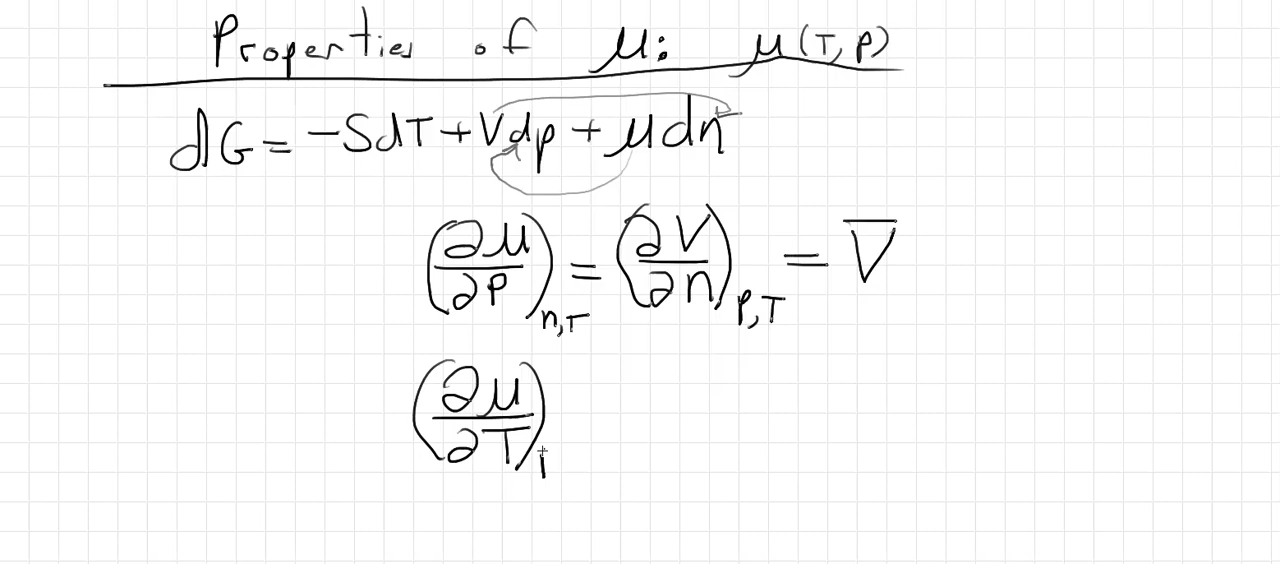 Properties of μ: μ(T,p)
dG = -SdT + Vdp + μdn
(∂μ/∂p)n,T = (∂V/∂n)p,T = V̅
(∂μ/∂T)